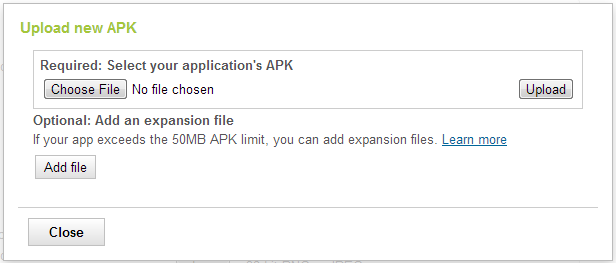 Upload new APK
Required: Select your application's APK
Choose File No file chosen Upload
Optional: Add an expansion file
If your app exceeds the 50MB APK limit, you can add expansion files. Learn more
Add file
Close